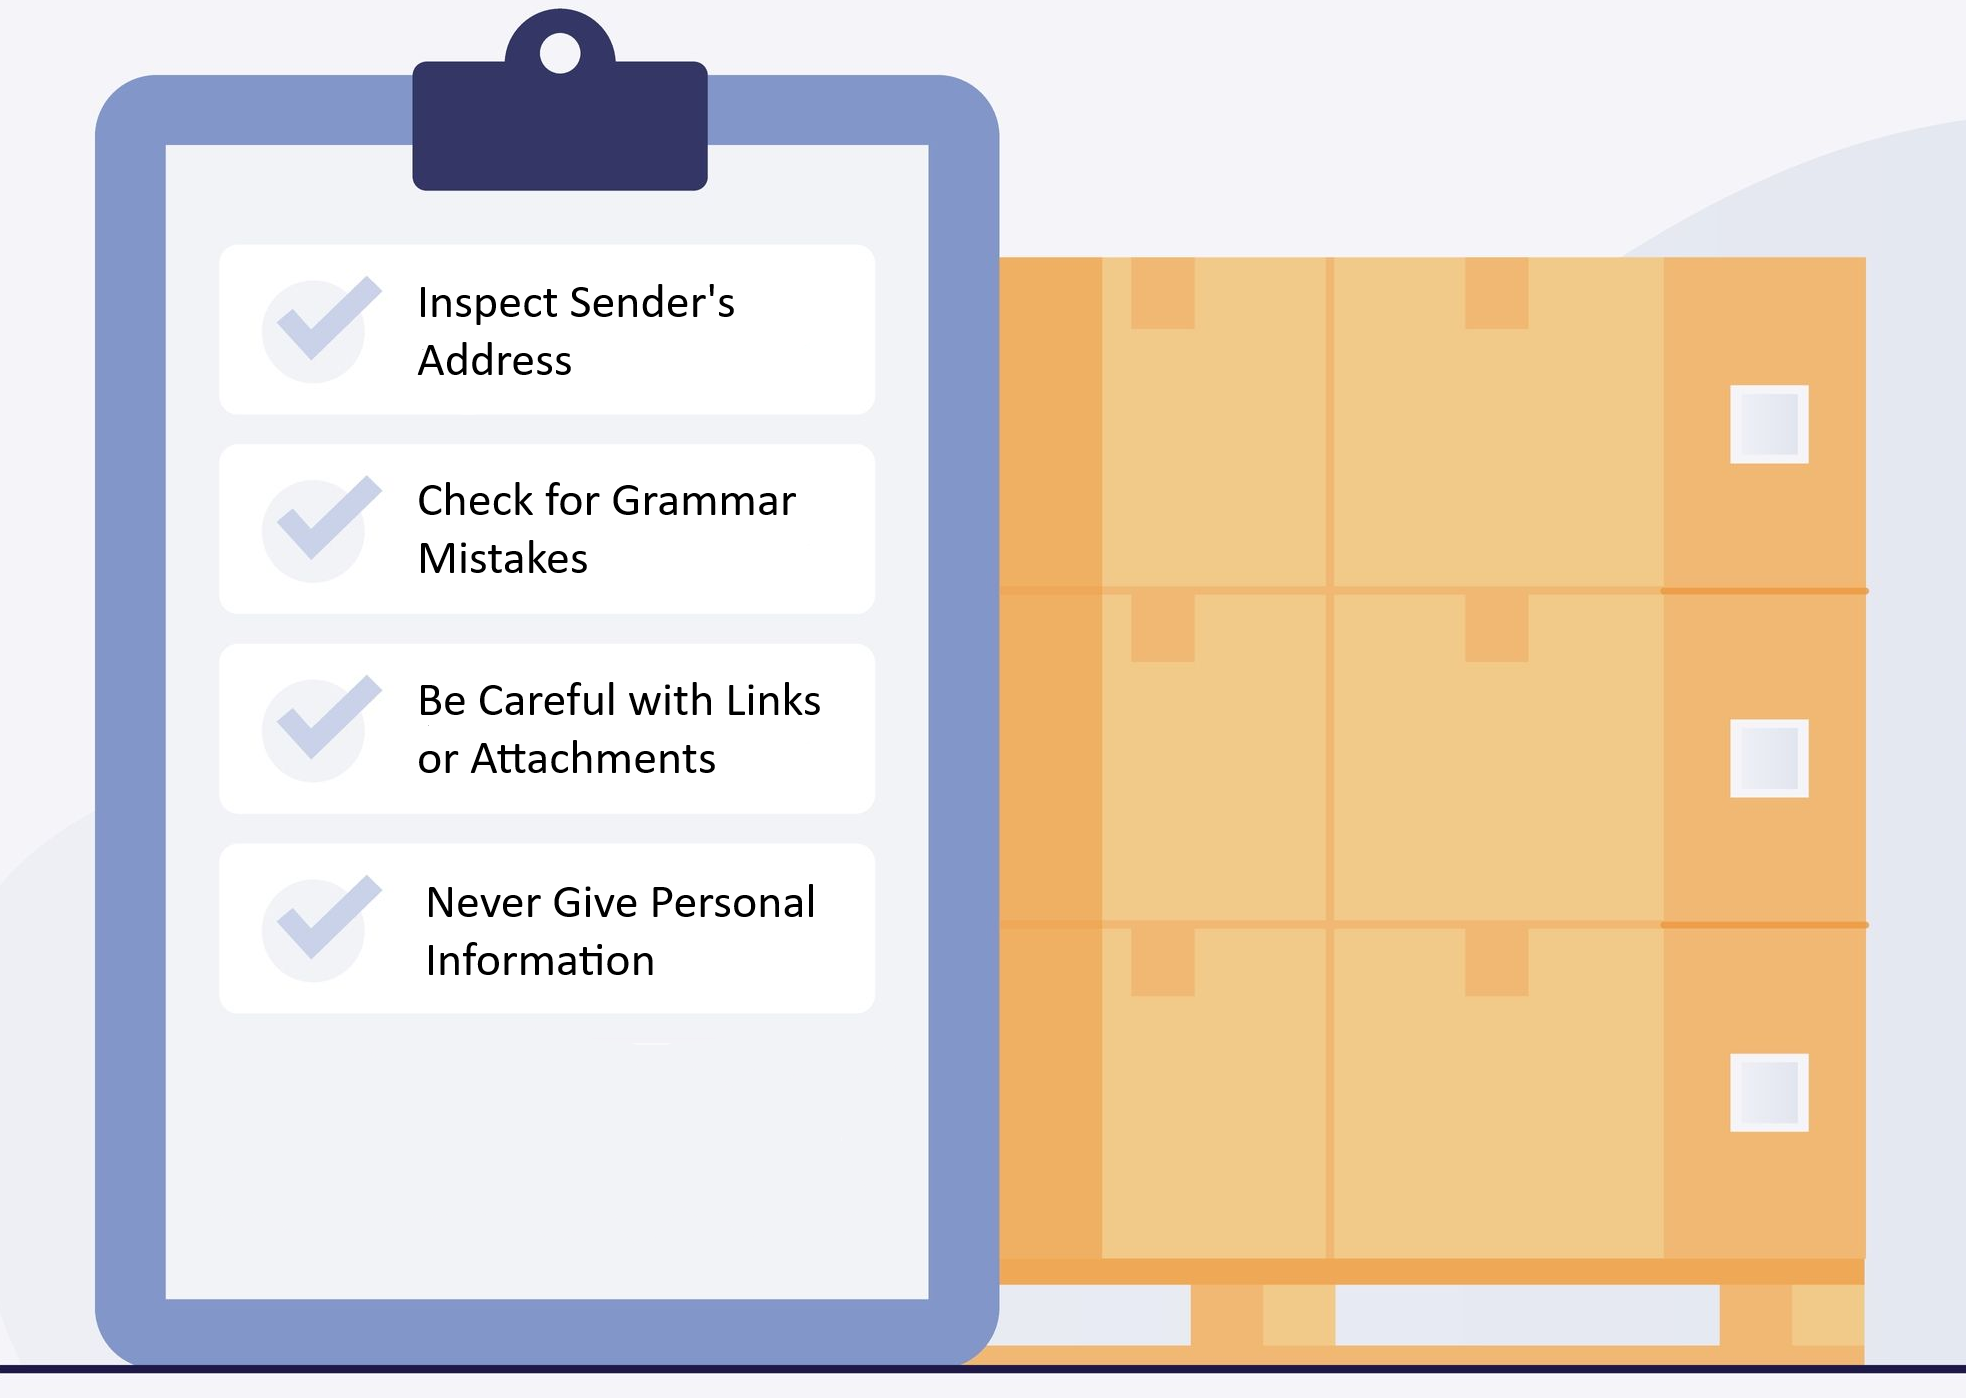 Inspect Sender's
Address
Check for Grammar
Mistakes
Be Careful with Links
or Attachments
Never Give Personal
Information